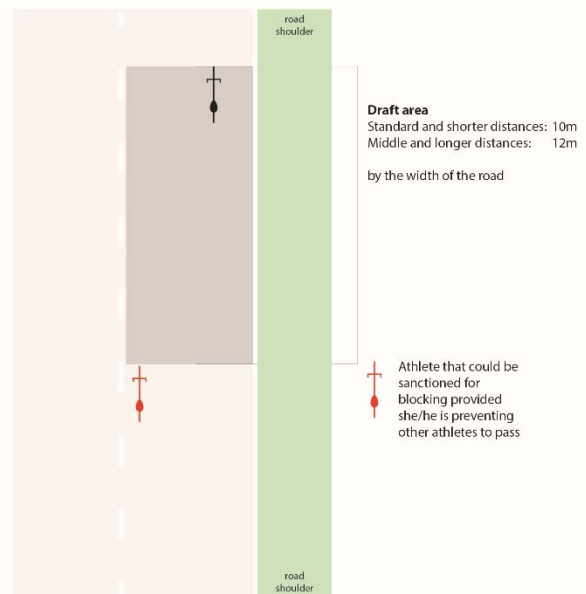 road
shoulder
Draft area
Standard and shorter distances: 10m
Middle and longer distances: 12m
by the width of the road
Athlete that could be
sanctioned for
blocking provided
she/he is preventing
other athletes to pass
road
shoulder